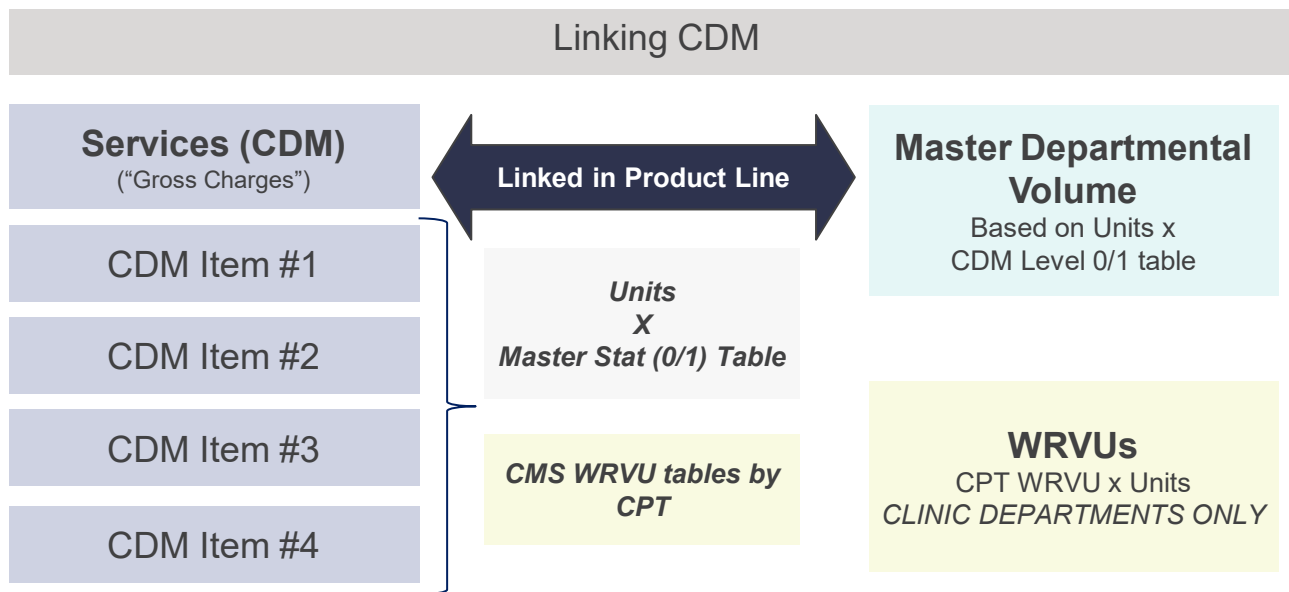 Linking CDM
Services (CDM)
(“Gross Charges”)
CDM Item #1
CDM Item #2
CDM Item #3
CDM Item #4
Linked in Product Line
Units
X
Master Stat (0/1) Table
CMS WRVU tables by
CPT
Master Departmental
Volume
Based on Units x
CDM Level 0/1 table
WRVUs
CPT WRVU x Units
CLINIC DEPARTMENTS ONLY